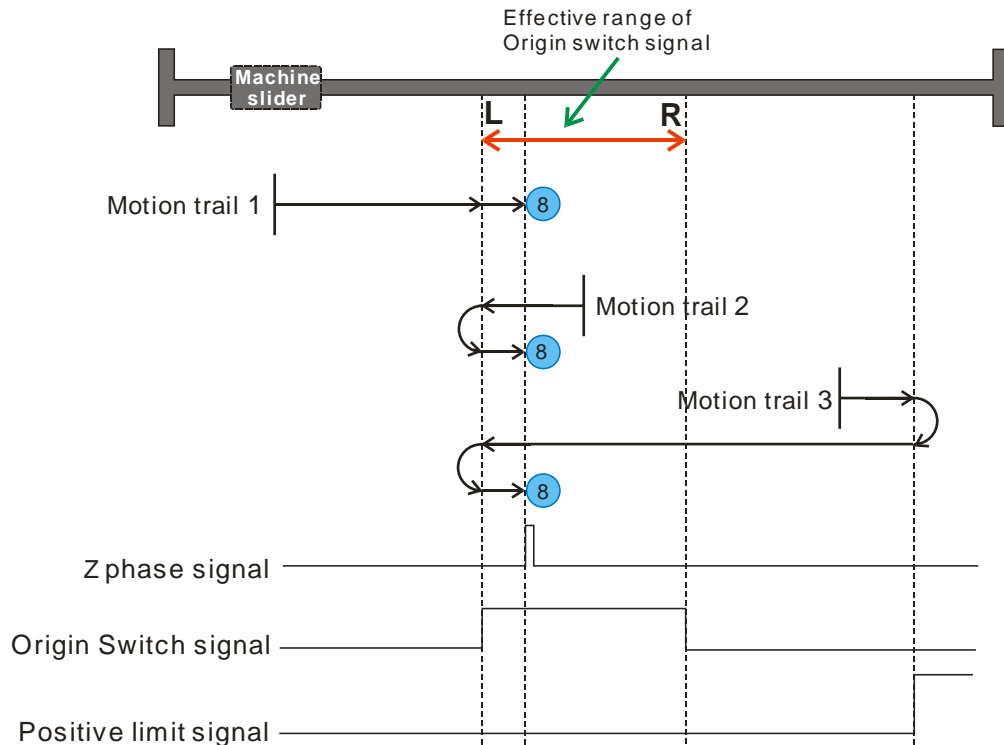 Effective range of
Origin switch signal
Machine
slider
L
R
Motion trail 1
8
Motion trail 2
8
Motion trail 3
8
Z phase signal
Origin Switch signal
Positive limit signal